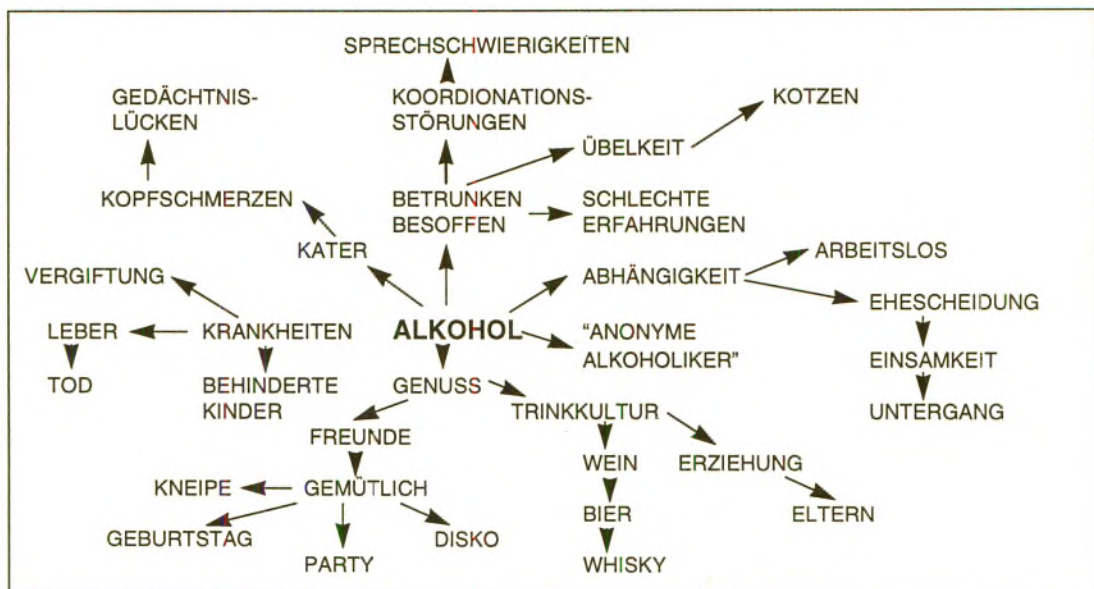 SPRECHSCHWIERIGKEITEN
GEDÄCHTNIS-
LÜCKEN
KOORDIONATIONS-
STÖRUNGEN
KOTZEN
ÜBELKEIT
KOPFSCHMERZEN
BETRUNKEN
BESOFFEN
SCHLECHTE
ERFAHRUNGEN
KATER
ARBEITSLOS
VERGIFTUNG
ABHÄNGIGKEIT
EHESCHEIDUNG
LEBER
KRANKHEITEN
ALKOHOL
"ANONYME
ALKOHOLIKER"
EINSAMKEIT
TOD
BEHINDERTE
KINDER
GENUSS
TRINKKULTUR
UNTERGANG
FREUNDE
WEIN
ERZIEHUNG
KNEIPE
GEMÜTLICH
BIER
ELTERN
GEBURTSTAG
DISKO
PARTY
WHISKY